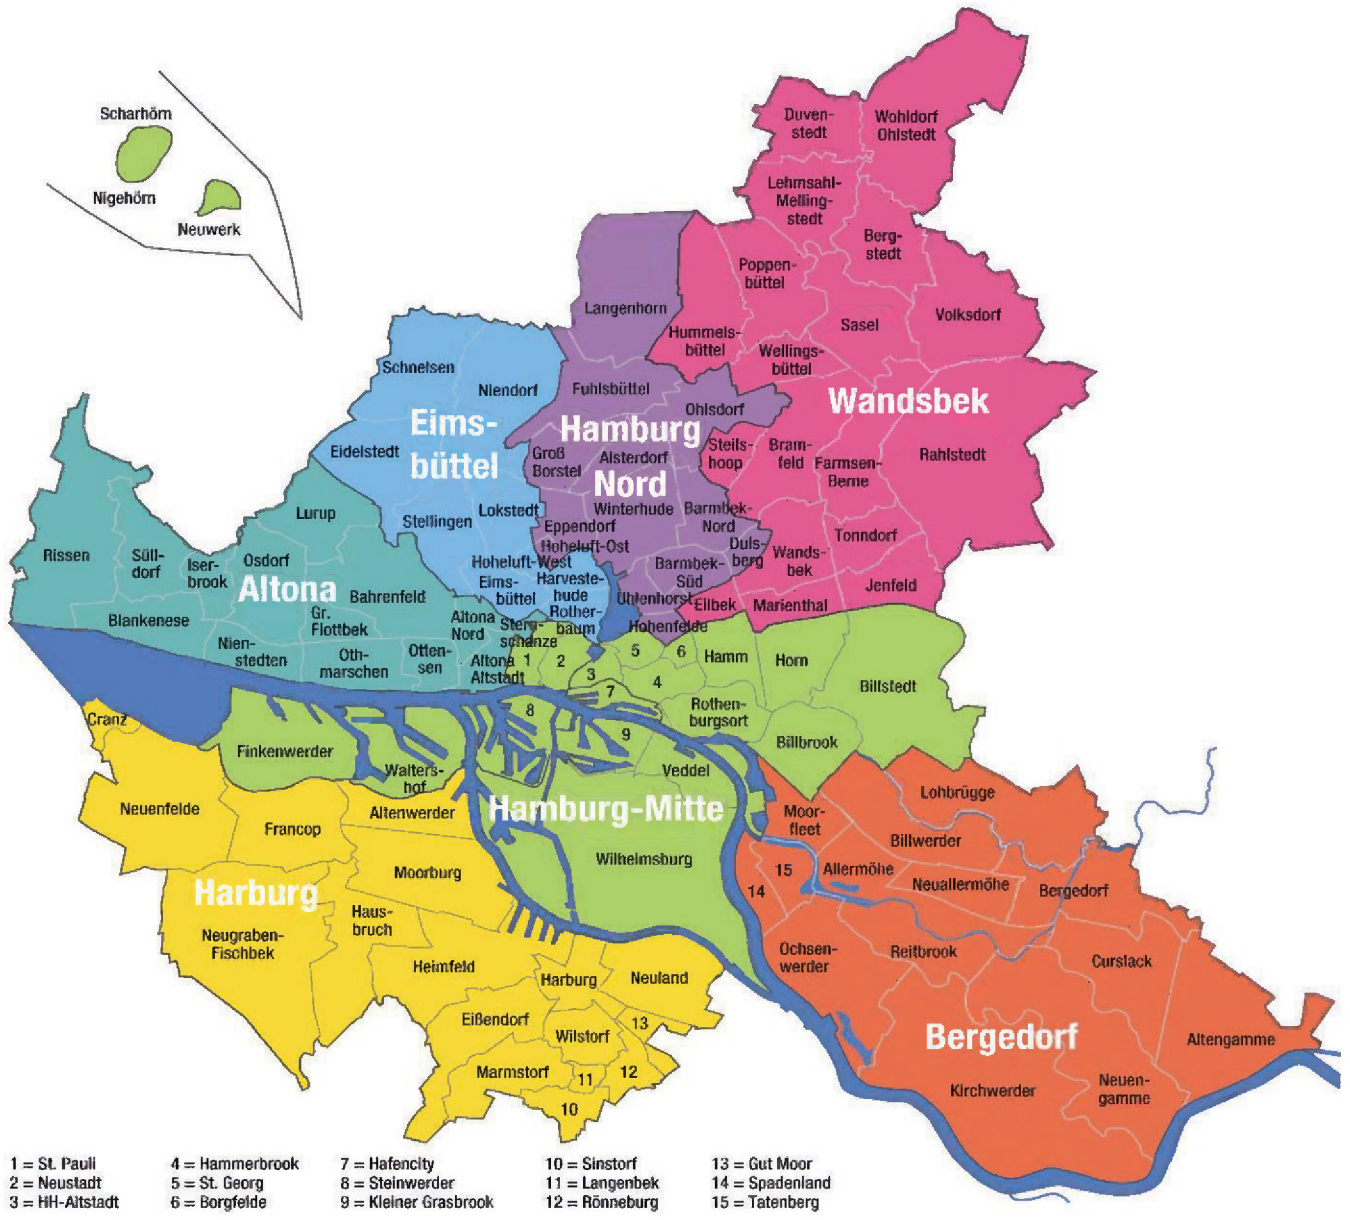 Scharhörn
Nigehörn
Neuwerk
Duven-
stedt
Wohldorf
Ohlstedt
Lehmsahl-
Melling-
stedt
Berg-
stedt
Poppen-
büttel
Sasel
Volksdorf
Hummels-
büttel
Wellings-
büttel
Wandsbek
Steils-
hoop
Bram-
feld
Farmsen-
Berne
Rahlstedt
Tonndorf
Wands-
bek
Jenfeld
Eilbek
Marienthal
Langenhorn
Fuhlsbüttel
Ohlsdorf
Hamburg
Nord
Groß
Borstel
Alsterdorf
Winterhude
Barmbek-
Nord
Eppendorf
Hoheluft-Ost
Duls-
berg
Barmbek-
Süd
Uhlenhorst
Hohenfelde
Schnelsen
Niendorf
Eims-
büttel
Eidelstedt
Lokstedt
Stellingen
Hoheluft-West
Eims-
büttel
Harveste-
hude
Rother-
baum
Lurup
Rissen
Süll-
dorf
Iser-
brook
Osdorf
Altona
Bahrenfeld
Blankenese
Gr.
Flottbek
Nien-
stedten
Oth-
marschen
Otten-
sen
Altona
Nord
Stern-
schanze
Altona
Altstadt
1
2
3
4
5
6
7
8
9
Hamm
Horn
Billstedt
Rothen-
burgsort
Billbrook
Veddel
Finkenwerder
Walters-
hof
Hamburg-Mitte
Wilhelmsburg
Cranz
Neuenfelde
Francop
Altenwerder
Moorburg
Harburg
Haus-
bruch
Neugraben-
Fischbek
Heimfeld
Harburg
Neuland
Eißendorf
Wilstorf
13
Marmstorf
11
12
10
Lohbrügge
Moor-
fleet
Billwerder
15
Allermöhe
14
Neuallermöhe
Bergedorf
Ochsen-
werder
Reitbrook
Curslack
Bergedorf
Altengamme
Kirchwerder
Neuen-
gamme
1 = St. Pauli
2 = Neustadt
3 = HH-Altstadt
4 = Hammerbrook
5 = St. Georg
6 = Borgfelde
7 = Hafencity
8 = Steinwerder
9 = Kleiner Grasbrook
10 = Sinstorf
11 = Langenbek
12 = Rönneburg
13 = Gut Moor
14 = Spadenland
15 = Tatenberg